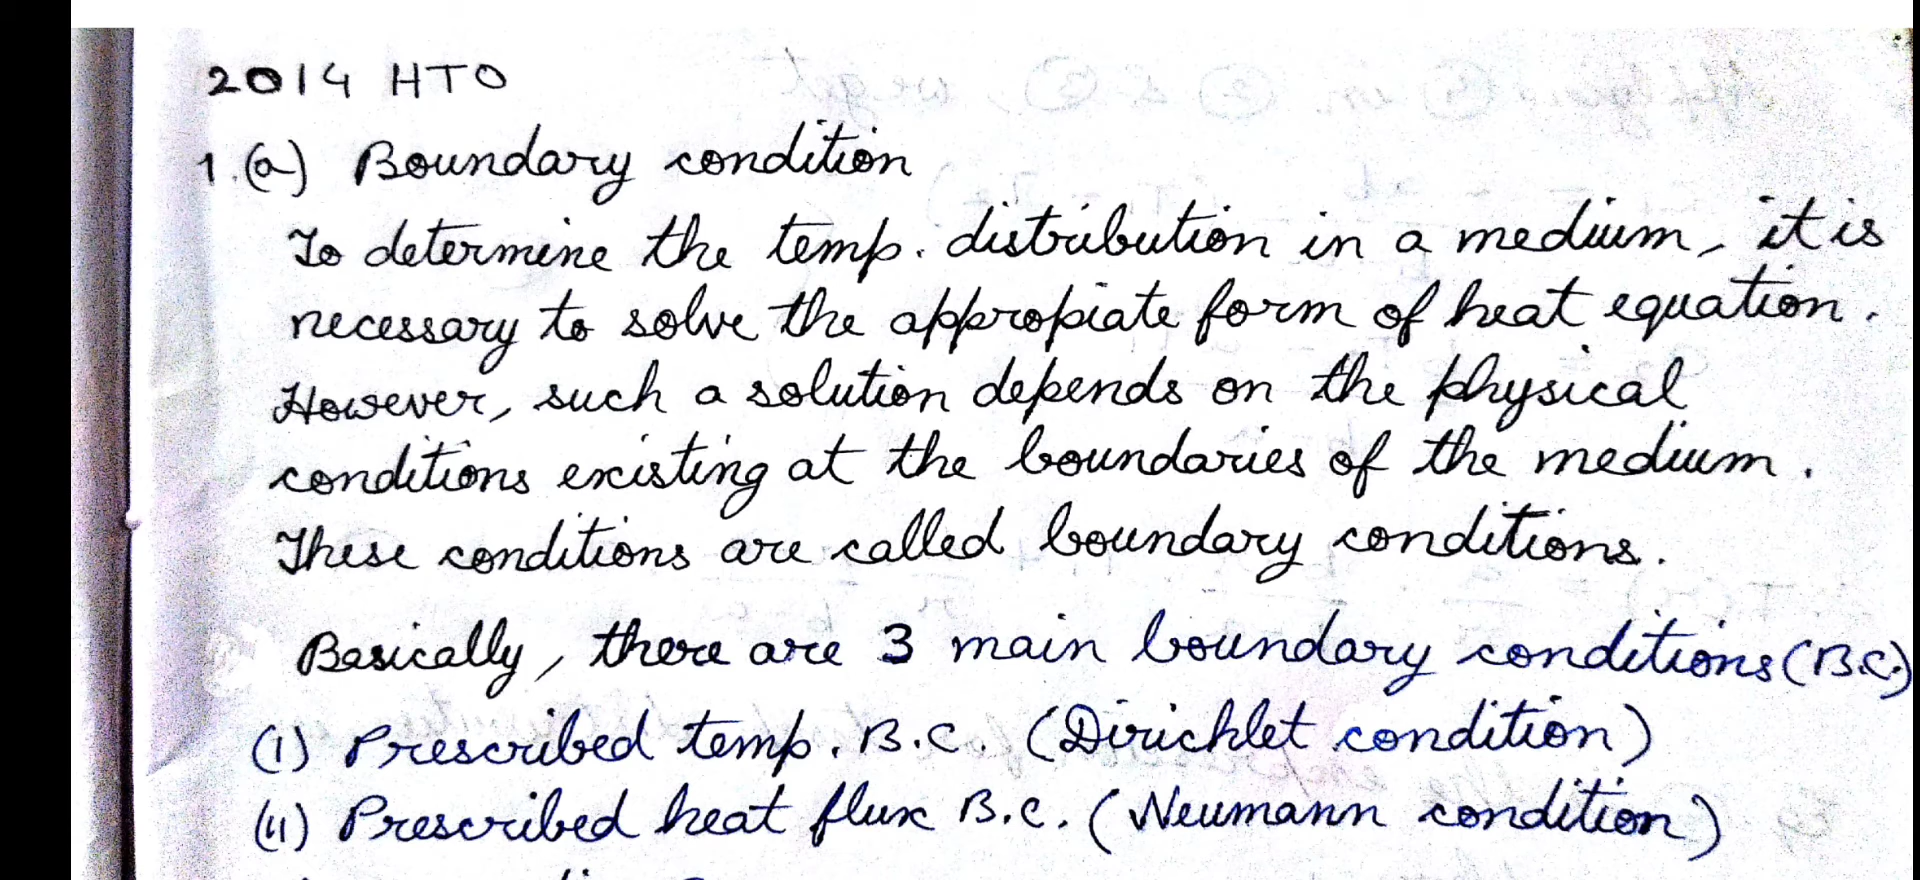 2014 HTO
1.(a) Boundary condition
To determine the temp. distribution in a medium, it is
necessary to solve the appropiate form of heat equation.
However, such a solution depends on the physical
conditions existing at the boundaries of the medium.
These conditions are called boundary conditions.
Basically, there are 3 main boundary conditions (B.C.)
(i) Prescribed temp. B.C. (Dirichlet condition)
(ii) Prescribed heat flux B.C. (Neumann condition)